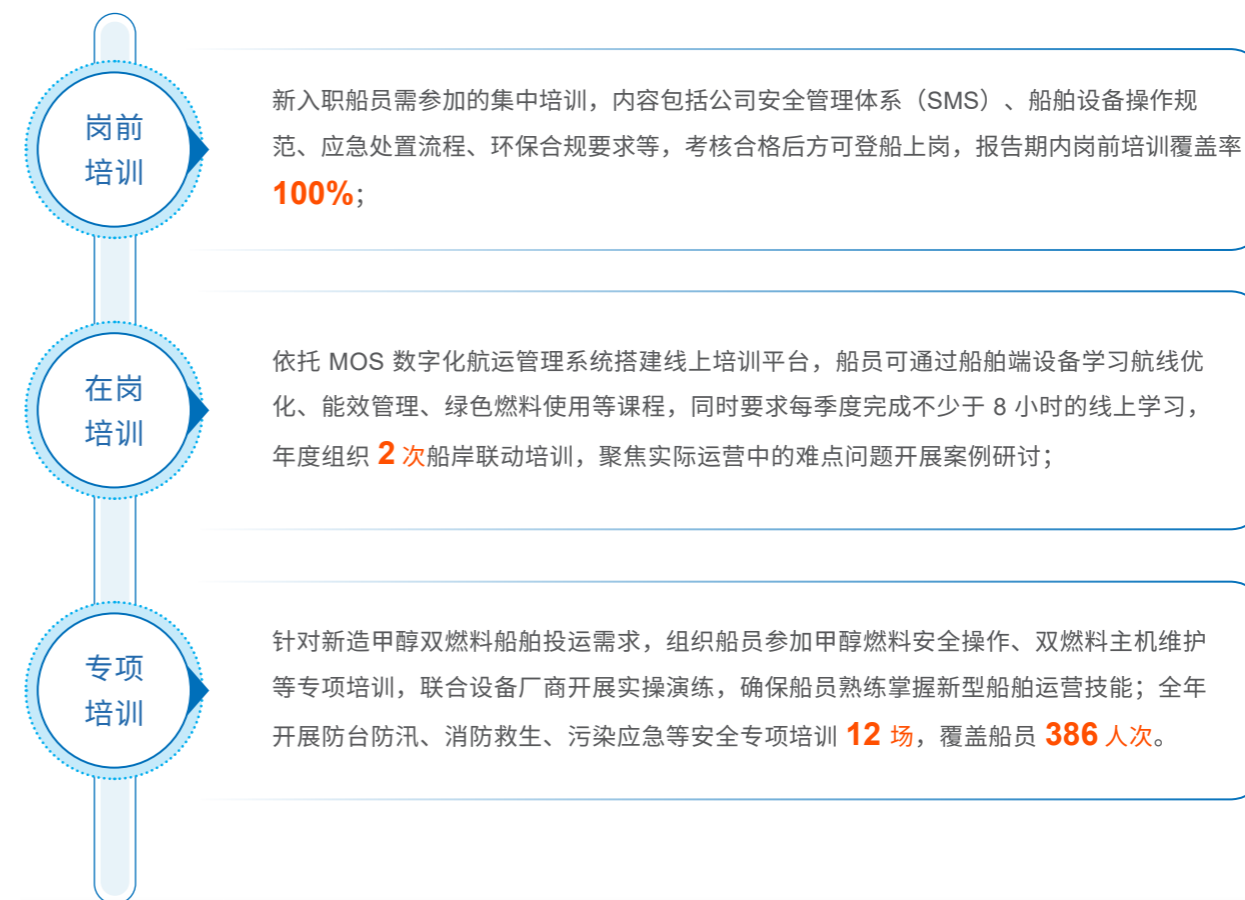 岗前
培训
新入职船员需参加的集中培训，内容包括公司安全管理体系（SMS）、船舶设备操作规
范、应急处置流程、环保合规要求等，考核合格后方可登船上岗，报告期内岗前培训覆盖率
100%；
在岗
培训
依托 MOS 数字化航运管理系统搭建线上培训平台，船员可通过船舶端设备学习航线优
化、能效管理、绿色燃料使用等课程，同时要求每季度完成不少于 8 小时的线上学习，
年度组织 2 次船岸联动培训，聚焦实际运营中的难点问题开展案例研讨；
专项
培训
针对新造甲醇双燃料船舶投运需求，组织船员参加甲醇燃料安全操作、双燃料主机维护
等专项培训，联合设备厂商开展实操演练，确保船员熟练掌握新型船舶运营技能；全年
开展防台防汛、消防救生、污染应急等安全专项培训 12 场，覆盖船员 386 人次。